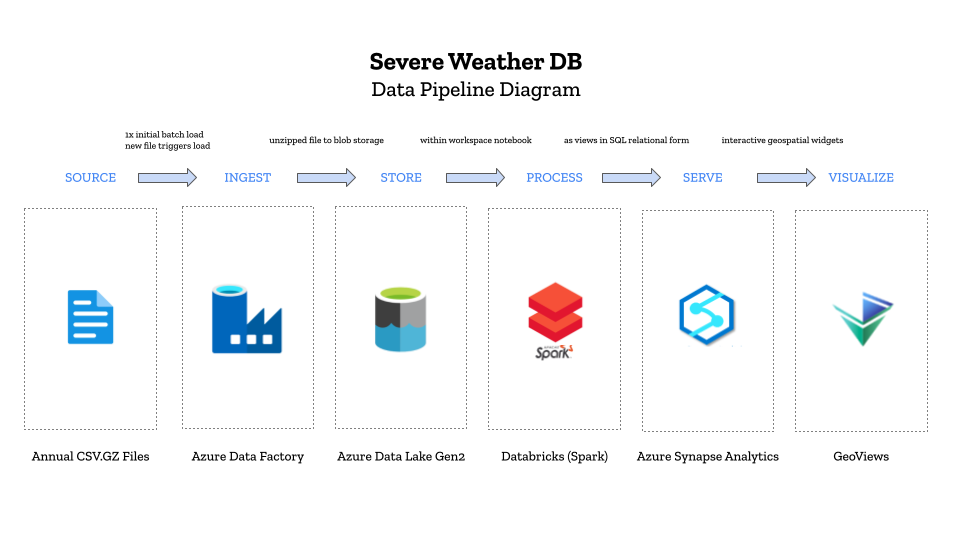 Severe Weather DB
Data Pipeline Diagram
1x initial batch load
new file triggers load
unzipped file to blob storage
within workspace notebook
as views in SQL relational form
interactive geospatial widgets
SOURCE
INGEST
STORE
PROCESS
SERVE
VISUALIZE
Spark
Annual CSV.GZ Files
Azure Data Factory
Azure Data Lake Gen2
Databricks (Spark)
Azure Synapse Analytics
GeoViews